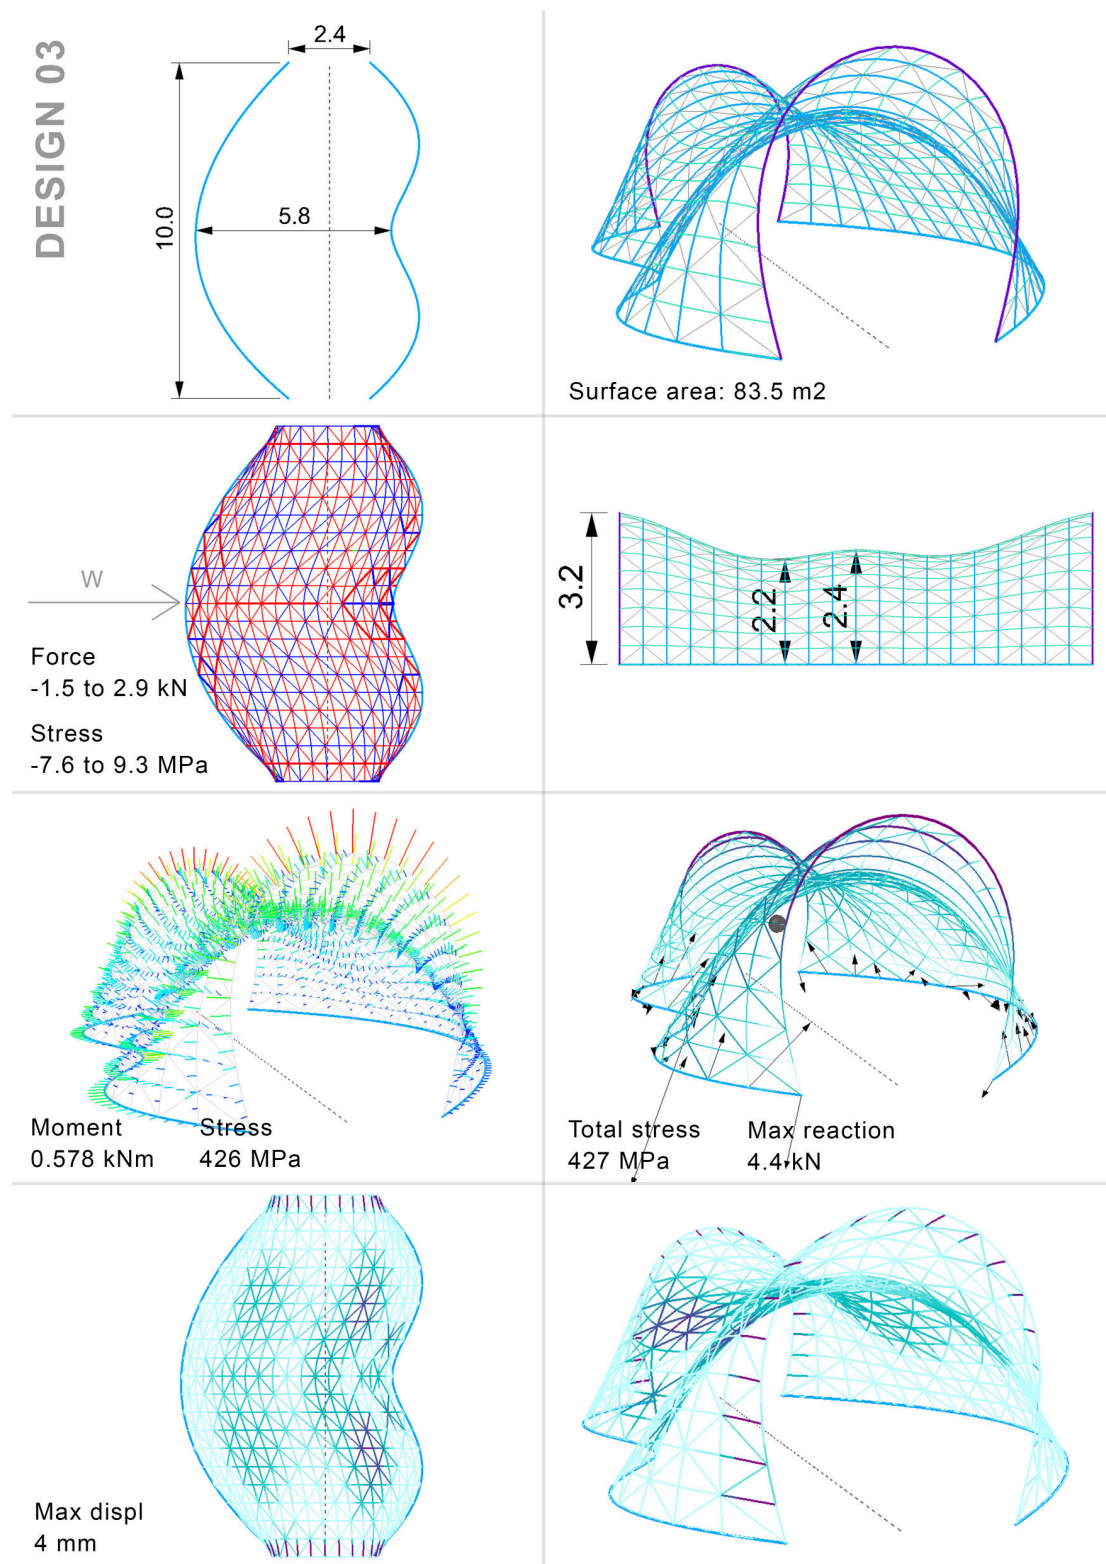 DESIGN 03
2.4
10.0
5.8
Surface area: 83.5 m2
W
Force
-1.5 to 2.9 kN
Stress
-7.6 to 9.3 MPa
3.2
2.2
2.4
Moment
0.578 kNm
Stress
426 MPa
Total stress
427 MPa
Max reaction
4.4 kN
Max displ
4 mm